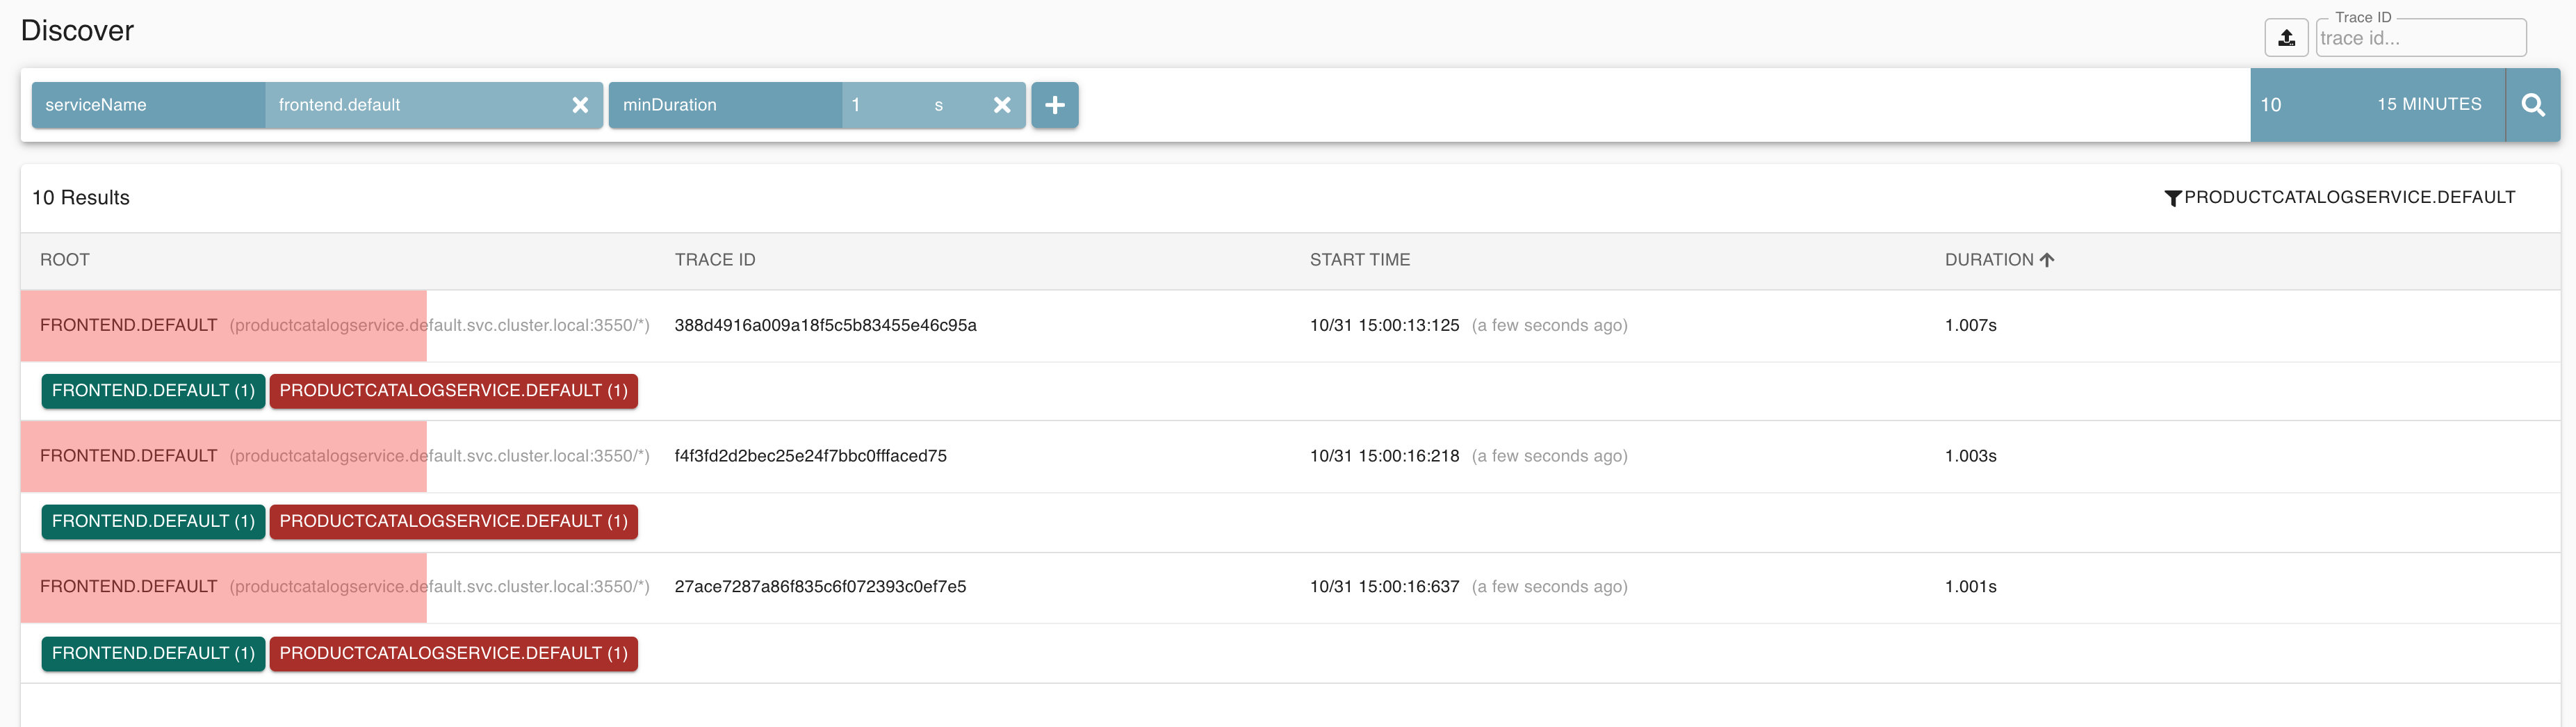 Discover
Trace ID
trace id...
serviceName frontend.default minDuration 1 s 10 15 MINUTES
10 Results PRODUCTCATALOGSERVICE.DEFAULT
ROOT TRACE ID START TIME DURATION
FRONTEND.DEFAULT (productcatalogservice.default.svc.cluster.local:3550/*) 388d4916a009a18f5c5b83455e46c95a 10/31 15:00:13:125 (a few seconds ago) 1.007s
FRONTEND.DEFAULT (1) PRODUCTCATALOGSERVICE.DEFAULT (1)
FRONTEND.DEFAULT (productcatalogservice.default.svc.cluster.local:3550/*) f4f3fd2d2bec25e24f7bbc0fffaced75 10/31 15:00:16:218 (a few seconds ago) 1.003s
FRONTEND.DEFAULT (1) PRODUCTCATALOGSERVICE.DEFAULT (1)
FRONTEND.DEFAULT (productcatalogservice.default.svc.cluster.local:3550/*) 27ace7287a86f835c6f072393c0ef7e5 10/31 15:00:16:637 (a few seconds ago) 1.001s
FRONTEND.DEFAULT (1) PRODUCTCATALOGSERVICE.DEFAULT (1)